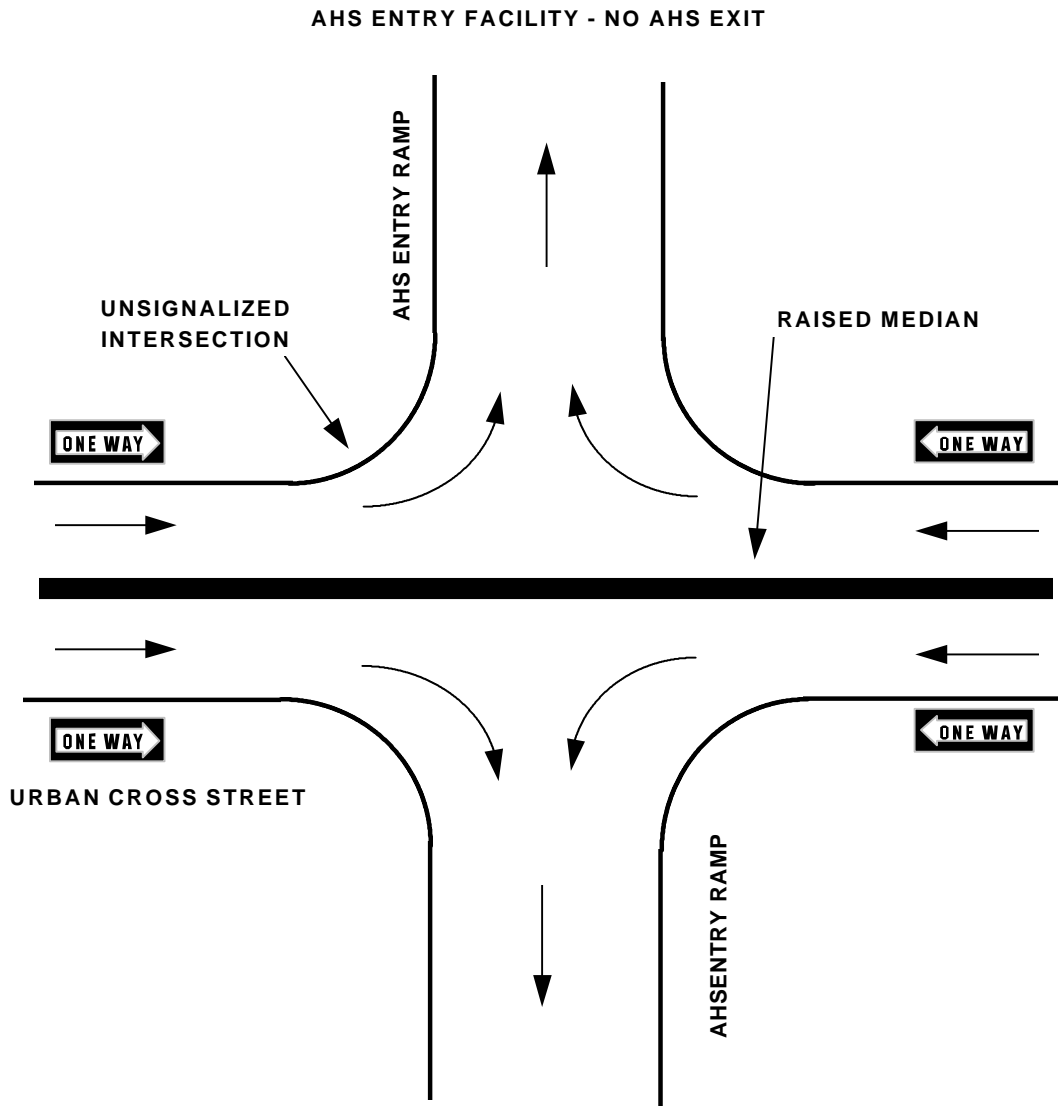 AHS ENTRY FACILITY - NO AHS EXIT
AHS ENTRY RAMP
UNSIGNALIZED
INTERSECTION
RAISED MEDIAN
ONE WAY
ONE WAY
ONE WAY
ONE WAY
URBAN CROSS STREET
AHSENTRY RAMP